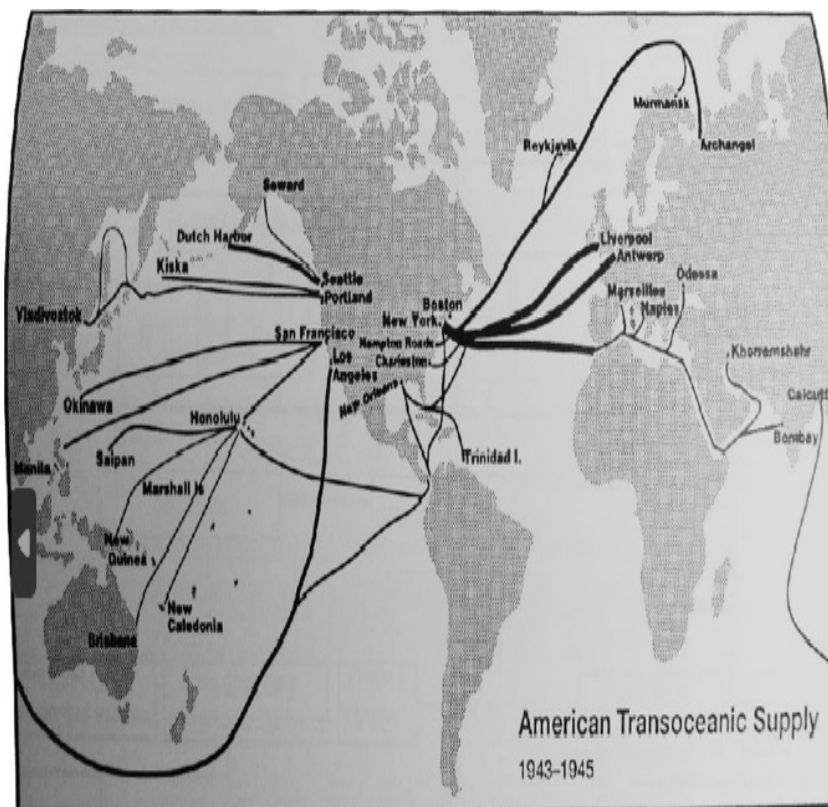 Murmansk
Archangel
Reykjavik
Seward
Dutch Harbor
Kiska
Seattle
Portland
Vladivostok
Liverpool
Antwerp
Odessa
Marseilles
Naples
Boston
New York
Hampton Roads
Charleston
San Francisco
Los
Angeles
New Orleans
Khorramshahr
Calcutta
Okinawa
Honolulu
Bombay
Manila
Saipan
Trinidad I.
Marshall Is
New
Guinea
New
Caledonia
Brisbane
American Transoceanic Supply
1943–1945